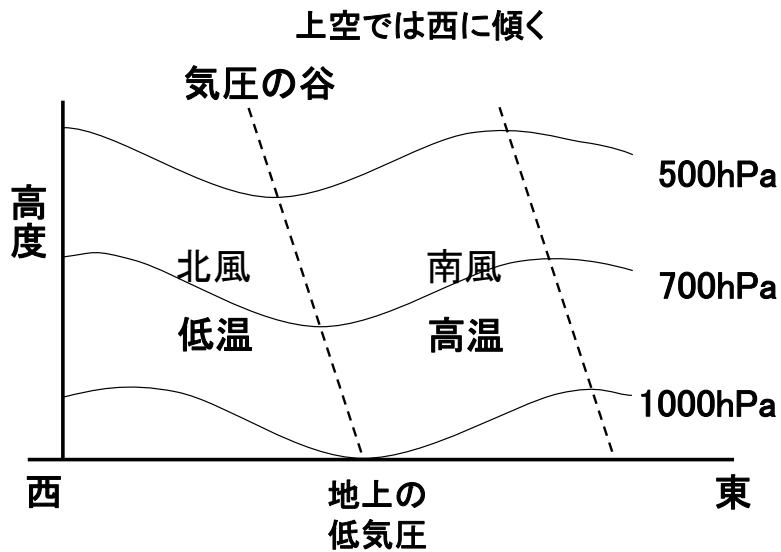 上空では西に傾く
気圧の谷
500hPa
高度
北風
南風
700hPa
低温
高温
1000hPa
西
地上の
低気圧
東